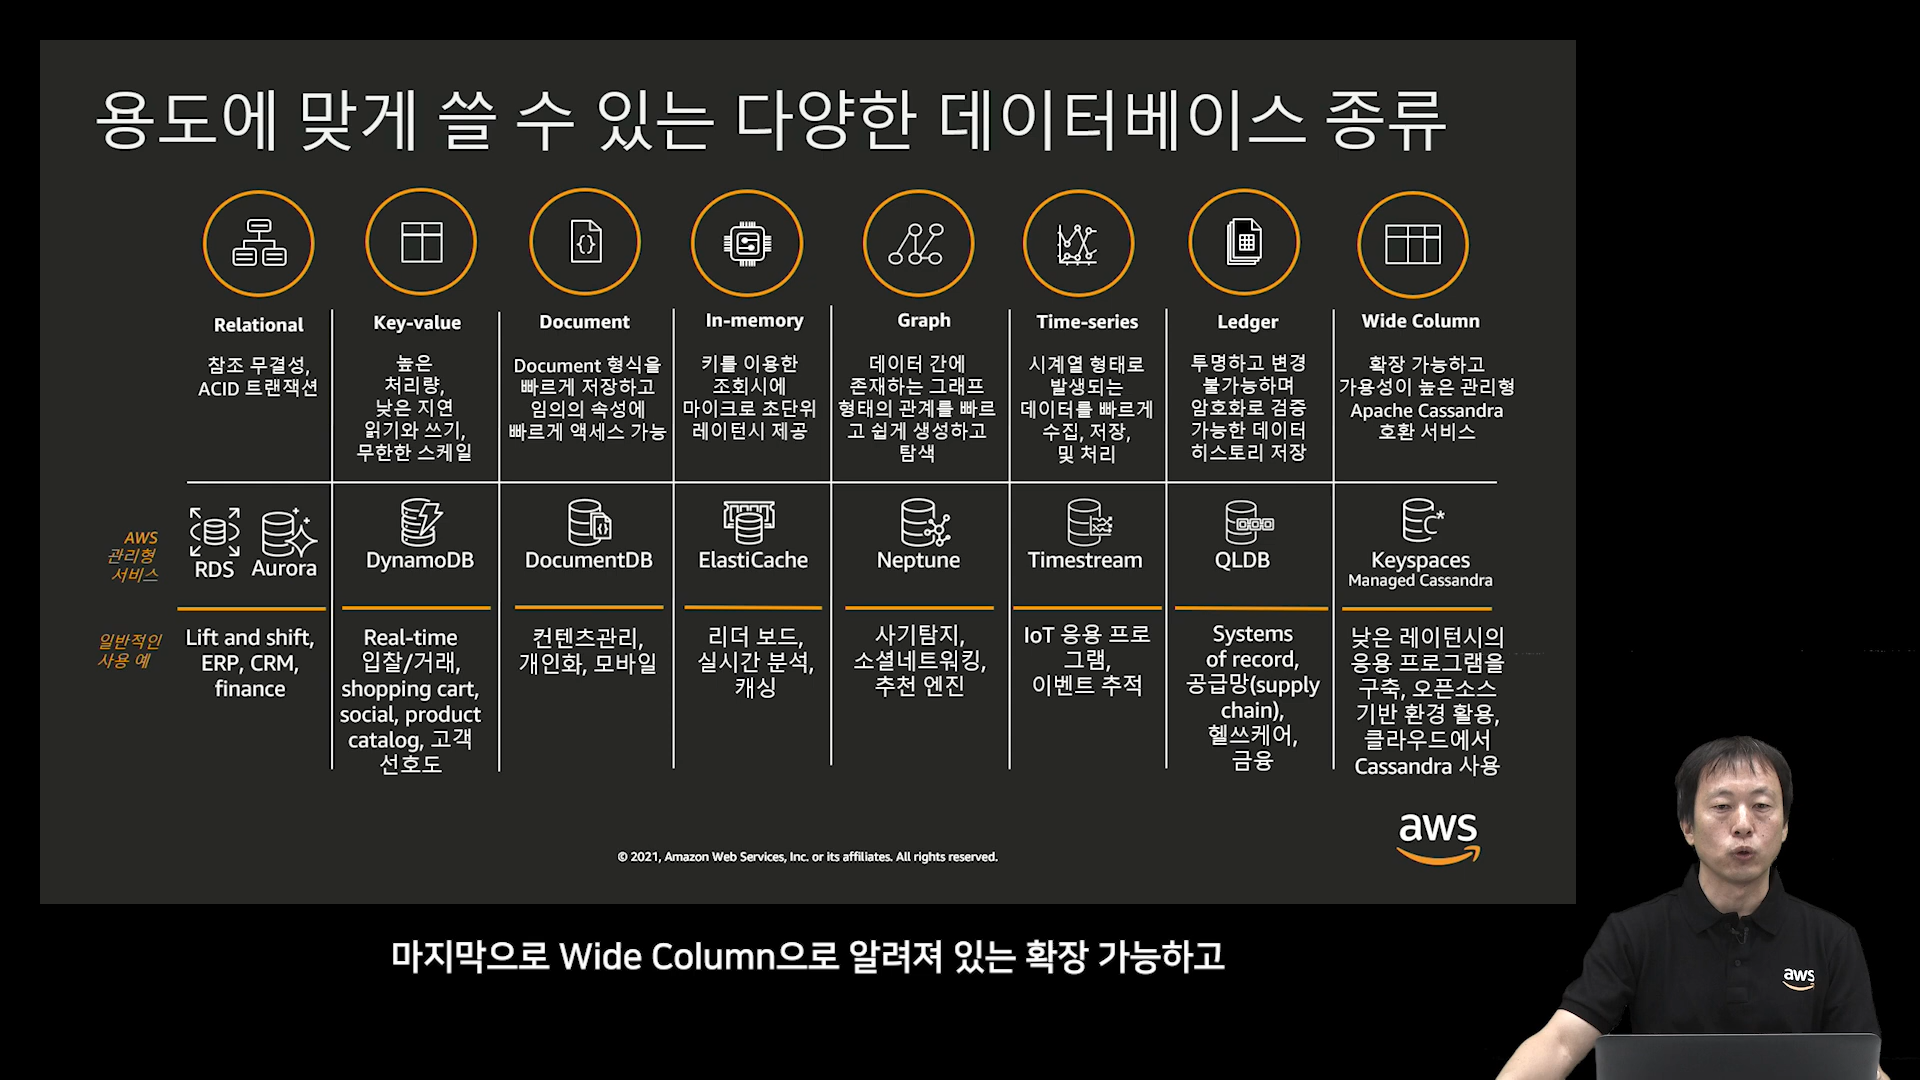 용도에 맞게 쓸 수 있는 다양한 데이터베이스 종류
Relational
참조 무결성,
ACID 트랜잭션
Key-value
높은
처리량,
낮은 지연
읽기와 쓰기,
무한한 스케일
Document
Document 형식을
빠르게 저장하고
임의의 속성에
빠르게 액세스 가능
In-memory
키를 이용한
조회시에
마이크로 초단위
레이턴시 제공
Graph
데이터 간에
존재하는 그래프
형태의 관계를 빠르
고 쉽게 생성하고
탐색
Time-series
시계열 형태로
발생되는
데이터를 빠르게
수집, 저장,
및 처리
Ledger
투명하고 변경
불가능하며
암호화로 검증
가능한 데이터
히스토리 저장
Wide Column
확장 가능하고
가용성이 높은 관리형
Apache Cassandra
호환 서비스
AWS
관리형
서비스
RDS
Aurora
DynamoDB
DocumentDB
ElastiCache
Neptune
Timestream
QLDB
C*
Keyspaces
Managed Cassandra
일반적인
사용 예
Lift and shift,
ERP, CRM,
finance
Real-time
입찰/거래,
shopping cart,
social, product
catalog, 고객
선호도
컨텐츠관리,
개인화, 모바일
리더 보드,
실시간 분석,
캐싱
사기탐지,
소셜네트워킹,
추천 엔진
IoT 응용 프로
그램,
이벤트 추적
Systems
of record,
공급망(supply
chain),
헬쓰케어,
금융
낮은 레이턴시의
응용 프로그램을
구축, 오픈소스
기반 환경 활용,
클라우드에서
Cassandra 사용
aws
© 2021, Amazon Web Services, Inc. or its affiliates. All rights reserved.
마지막으로 Wide Column으로 알려져 있는 확장 가능하고
aws